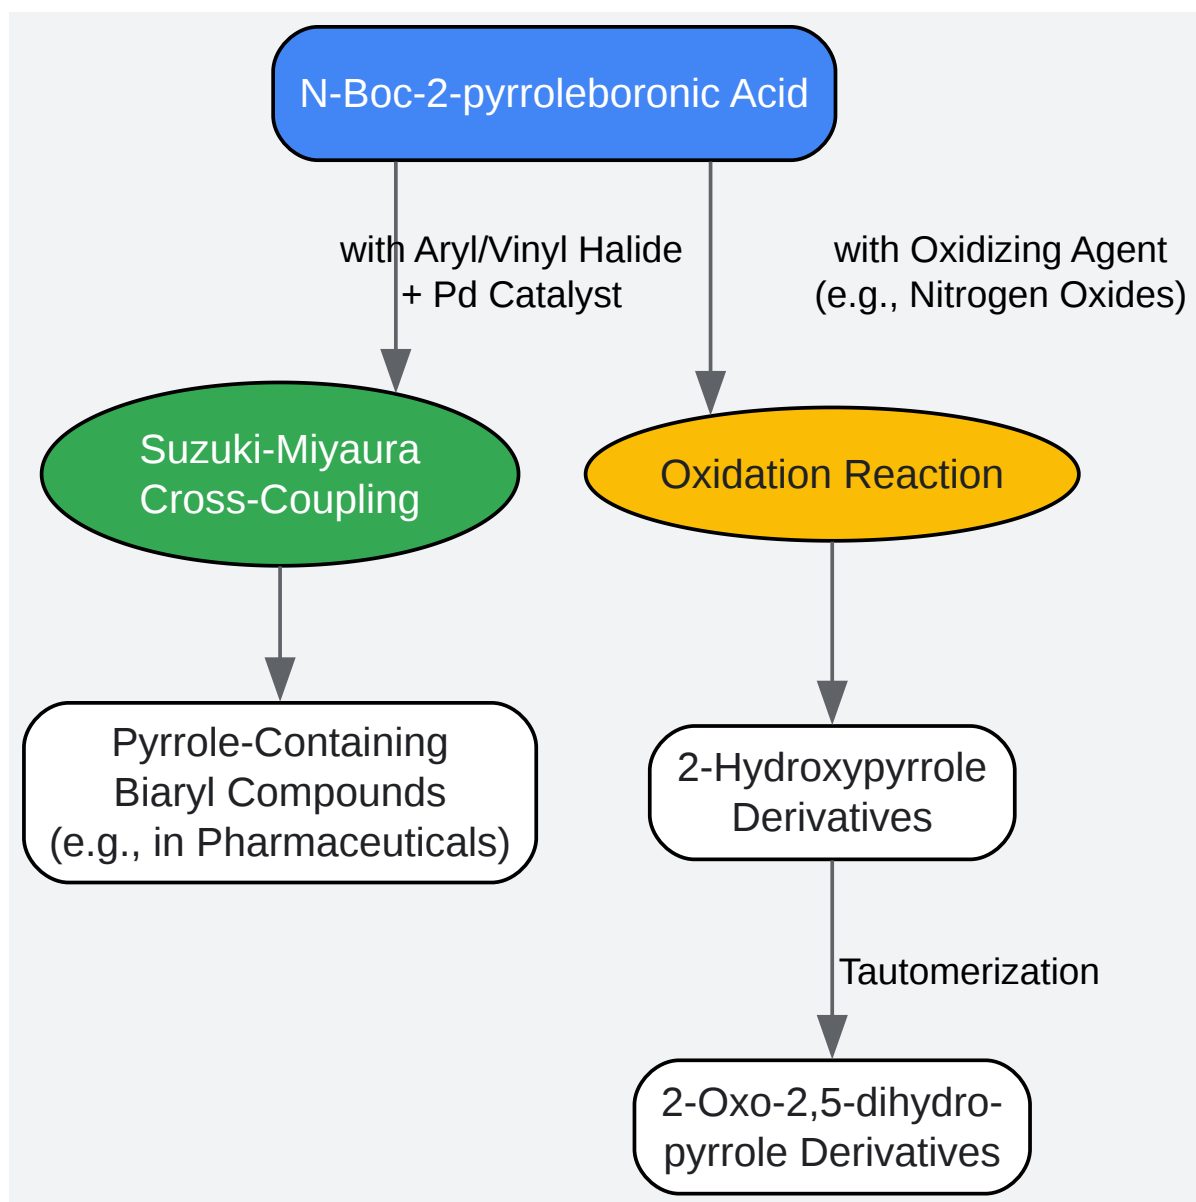 N-Boc-2-pyrroleboronic Acid
with Aryl/Vinyl Halide
+ Pd Catalyst
with Oxidizing Agent
(e.g., Nitrogen Oxides)
Suzuki-Miyaura
Cross-Coupling
Oxidation Reaction
Pyrrole-Containing
Biaryl Compounds
(e.g., in Pharmaceuticals)
2-Hydroxypyrrole
Derivatives
Tautomerization
2-Oxo-2,5-dihydro-
pyrrole Derivatives